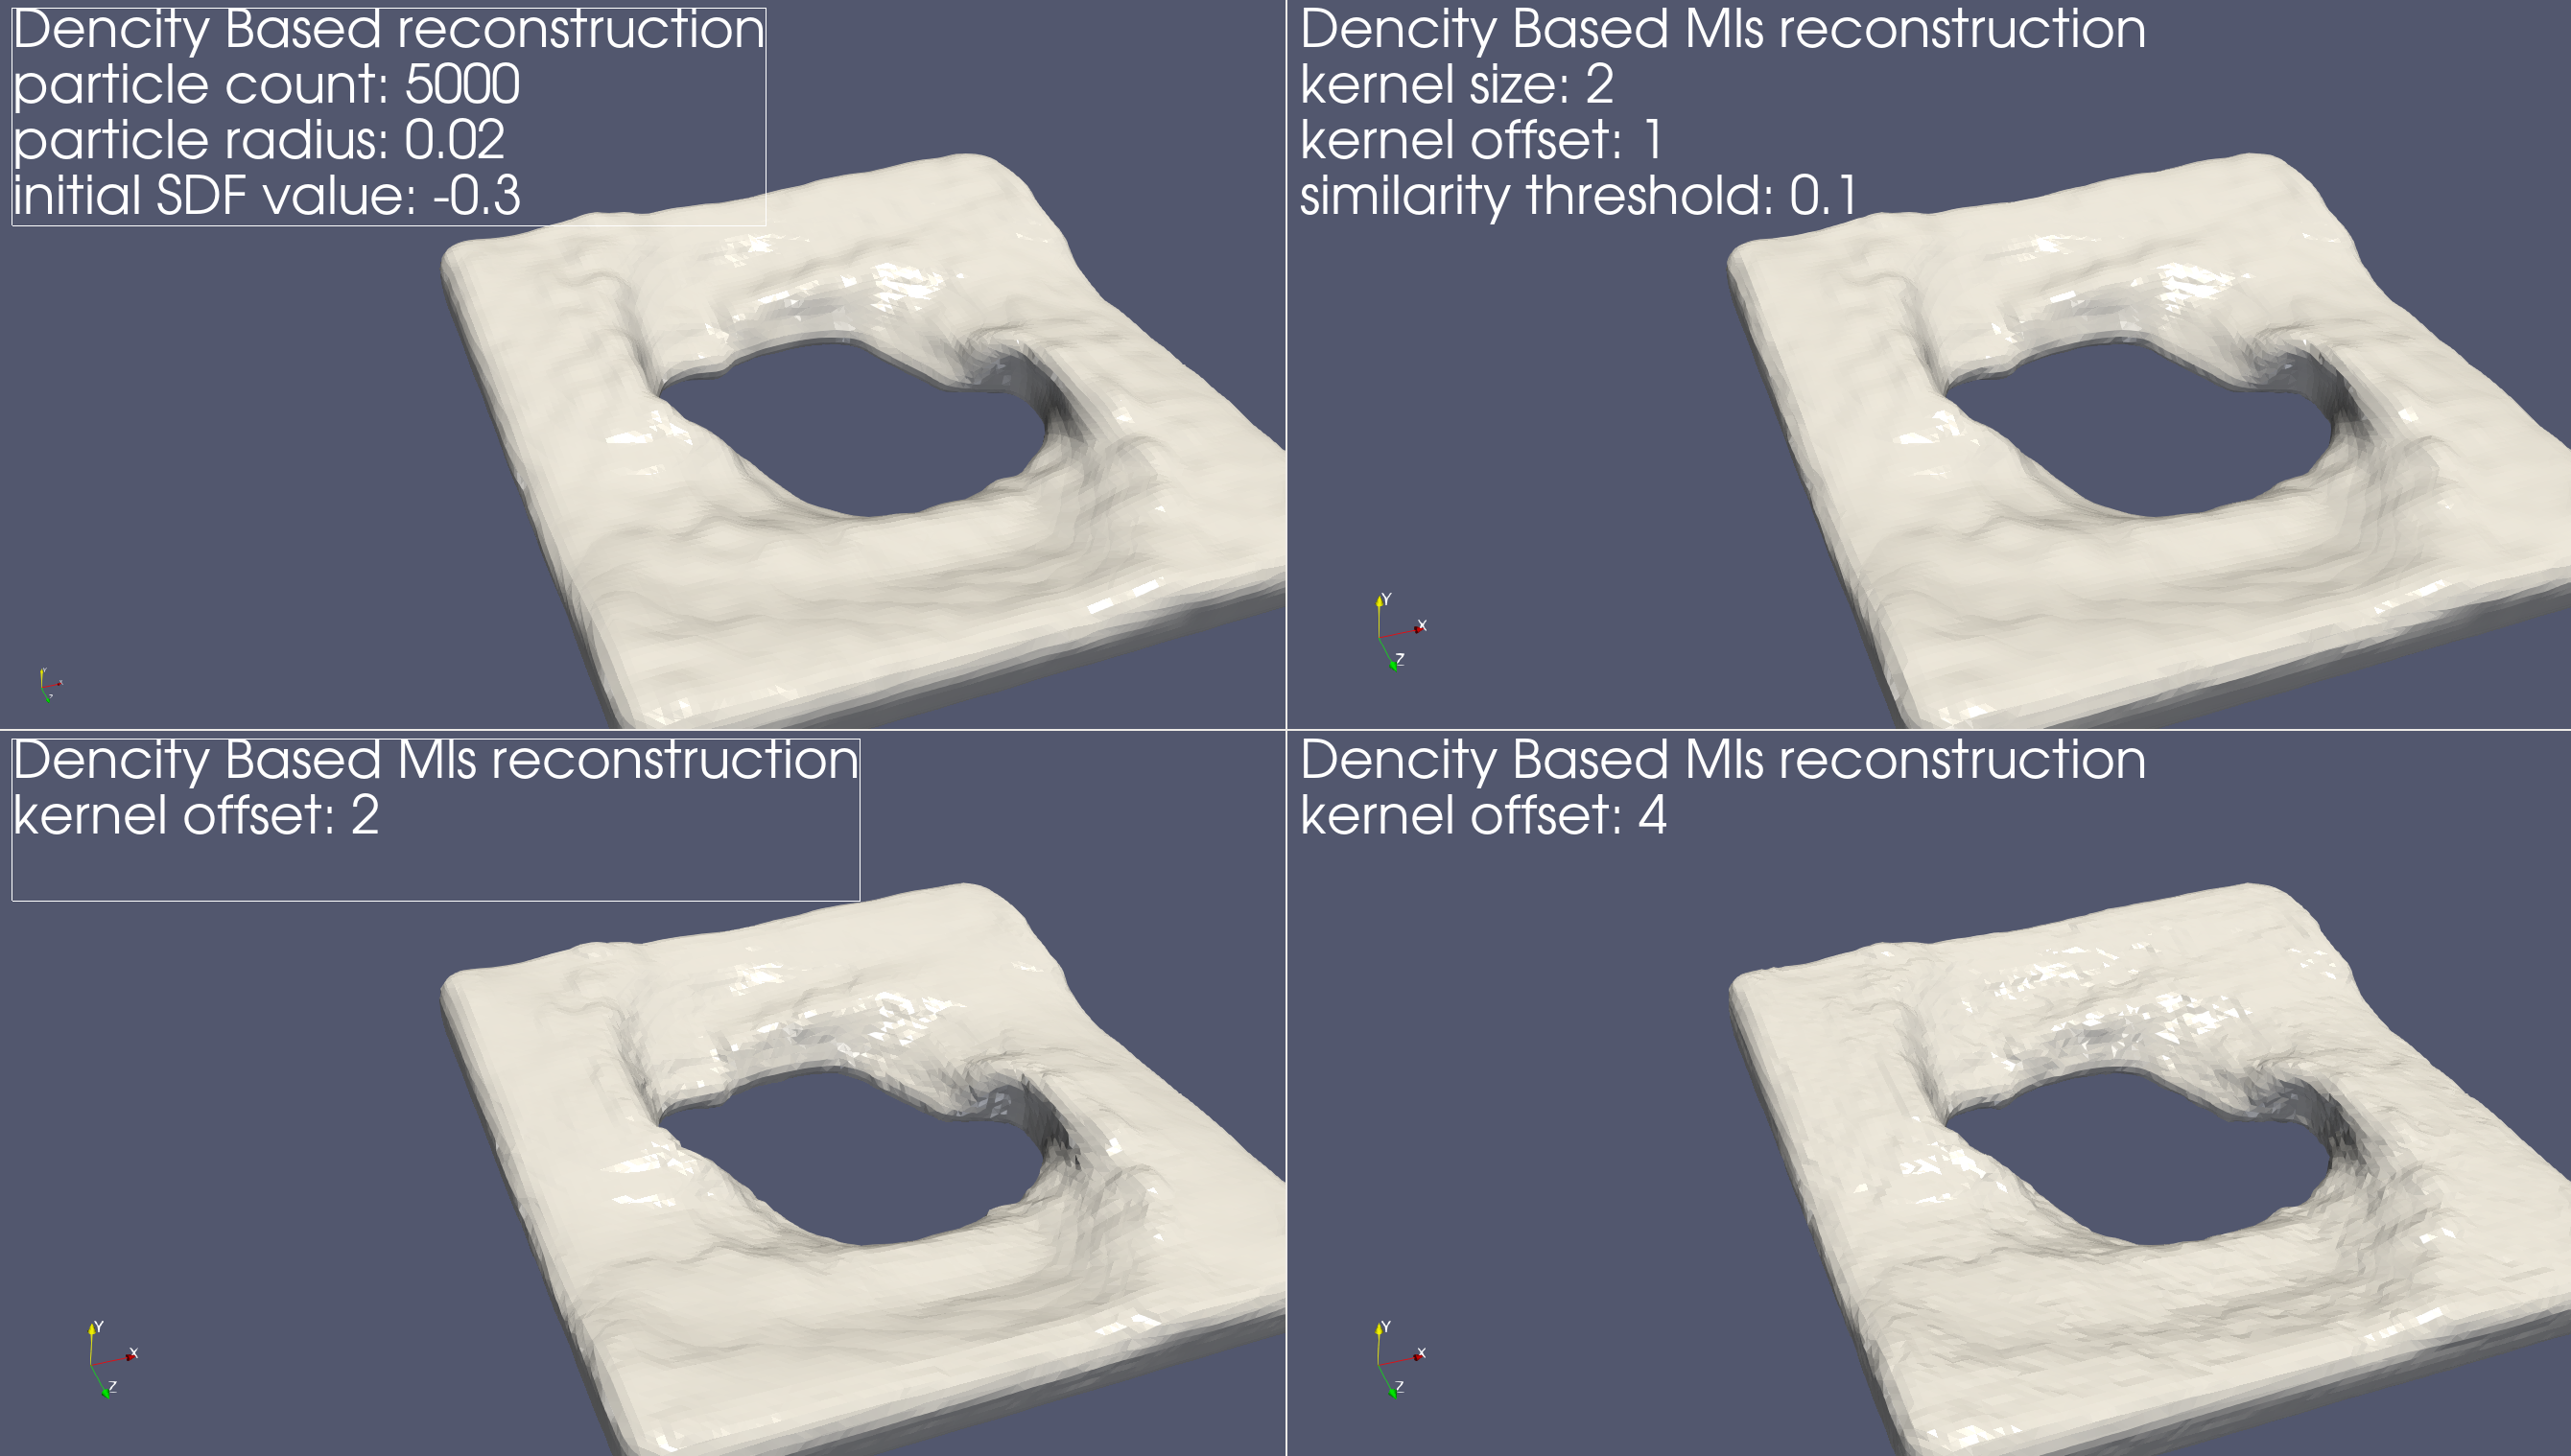 Dencity Based reconstruction
particle count: 5000
particle radius: 0.02
initial SDF value: -0.3
Dencity Based Mls reconstruction
kernel size: 2
kernel offset: 1
similarity threshold: 0.1
Y
X
Z
Dencity Based Mls reconstruction
kernel offset: 2
Y
X
Z
Dencity Based Mls reconstruction
kernel offset: 4
Y
X
Z